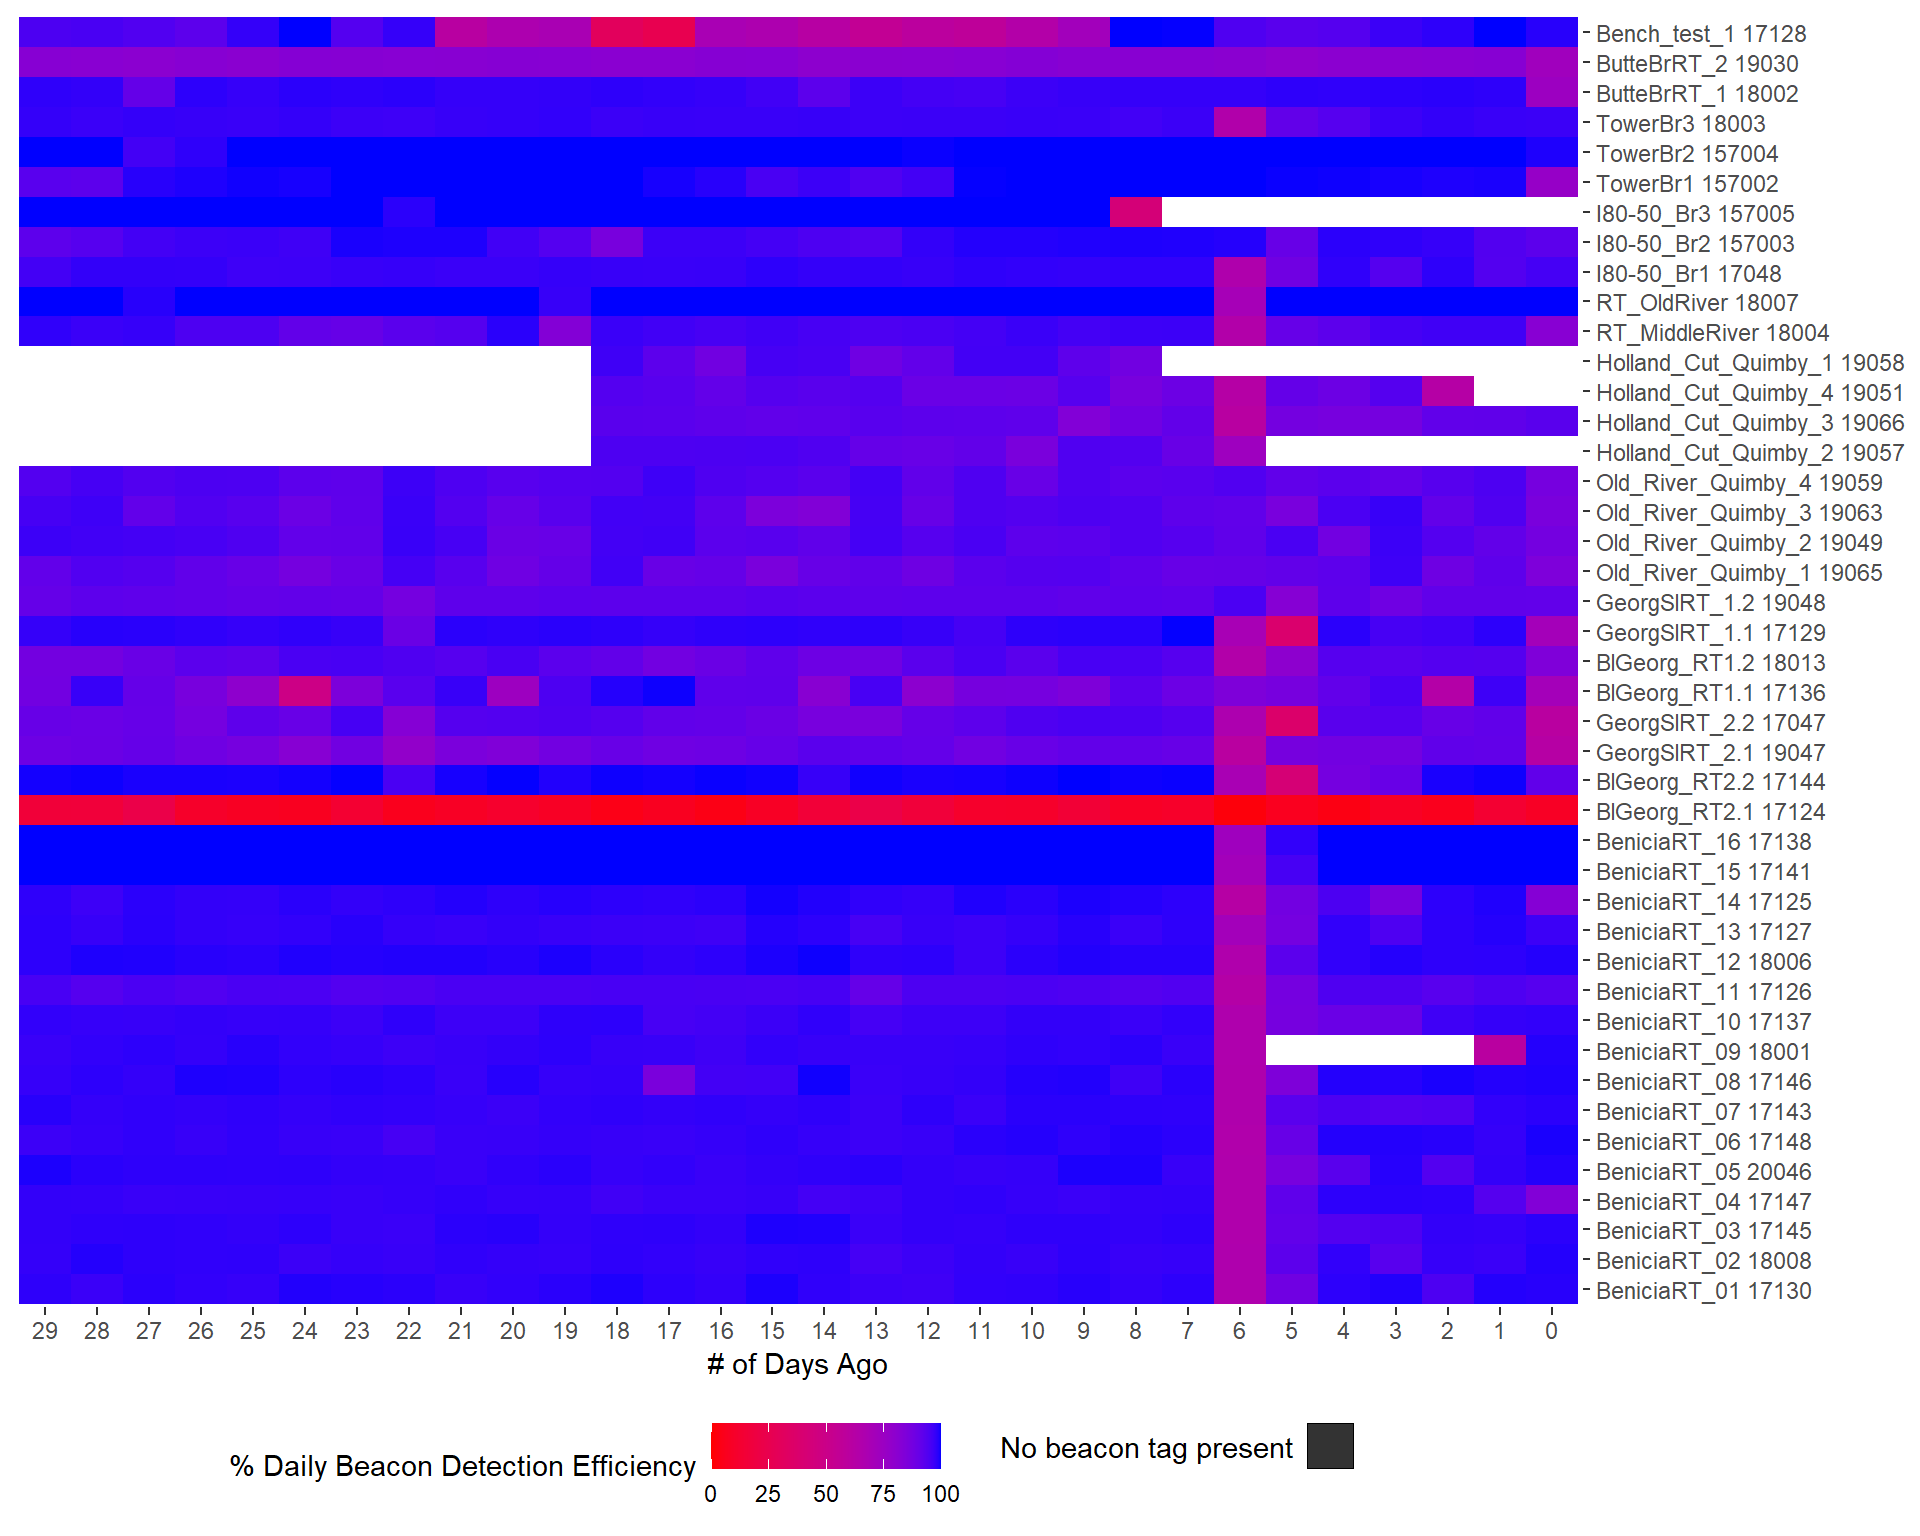 Bench_test_1 17128
ButteBrRT_2 19030
ButteBrRT_1 18002
TowerBr3 18003
TowerBr2 157004
TowerBr1 157002
I80-50_Br3 157005
I80-50_Br2 157003
I80-50_Br1 17048
RT_OldRiver 18007
RT_MiddleRiver 18004
Holland_Cut_Quimby_1 19058
Holland_Cut_Quimby_4 19051
Holland_Cut_Quimby_3 19066
Holland_Cut_Quimby_2 19057
Old_River_Quimby_4 19059
Old_River_Quimby_3 19063
Old_River_Quimby_2 19049
Old_River_Quimby_1 19065
GeorgSlRT_1.2 19048
GeorgSlRT_1.1 17129
BlGeorg_RT1.2 18013
BlGeorg_RT1.1 17136
GeorgSlRT_2.2 17047
GeorgSlRT_2.1 19047
BlGeorg_RT2.2 17144
BlGeorg_RT2.1 17124
BeniciaRT_16 17138
BeniciaRT_15 17141
BeniciaRT_14 17125
BeniciaRT_13 17127
BeniciaRT_12 18006
BeniciaRT_11 17126
BeniciaRT_10 17137
BeniciaRT_09 18001
BeniciaRT_08 17146
BeniciaRT_07 17143
BeniciaRT_06 17148
BeniciaRT_05 20046
BeniciaRT_04 17147
BeniciaRT_03 17145
BeniciaRT_02 18008
BeniciaRT_01 17130
29 28 27 26 25 24 23 22 21 20 19 18 17 16 15 14 13 12 11 10 9 8 7 6 5 4 3 2 1 0
# of Days Ago
% Daily Beacon Detection Efficiency
0 25 50 75 100
No beacon tag present